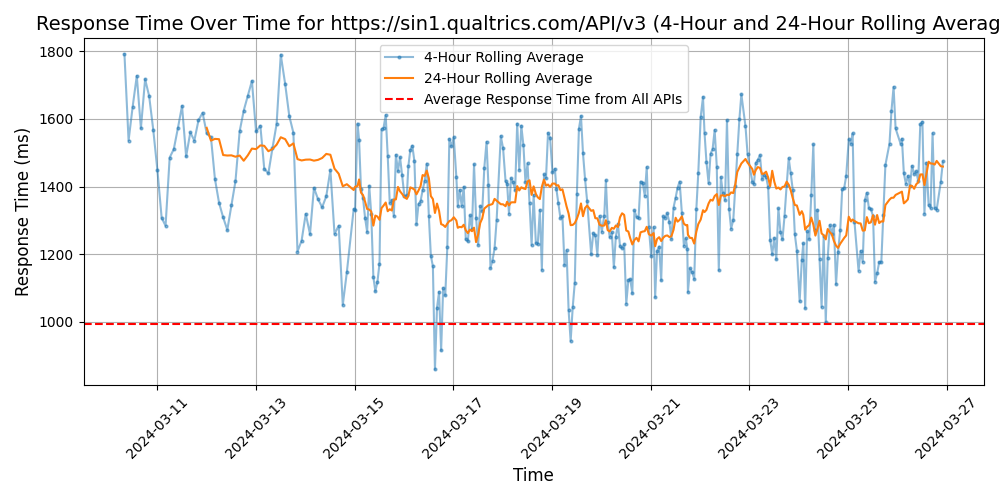 Response Time Over Time for https://sin1.qualtrics.com/API/v3 (4-Hour and 24-Hour Rolling Averag
4-Hour Rolling Average
24-Hour Rolling Average
Average Response Time from All APIs
Response Time (ms)
1800
1600
1400
1200
1000
2024-03-11
2024-03-13
2024-03-15
2024-03-17
2024-03-19
2024-03-21
2024-03-23
2024-03-25
2024-03-27
Time